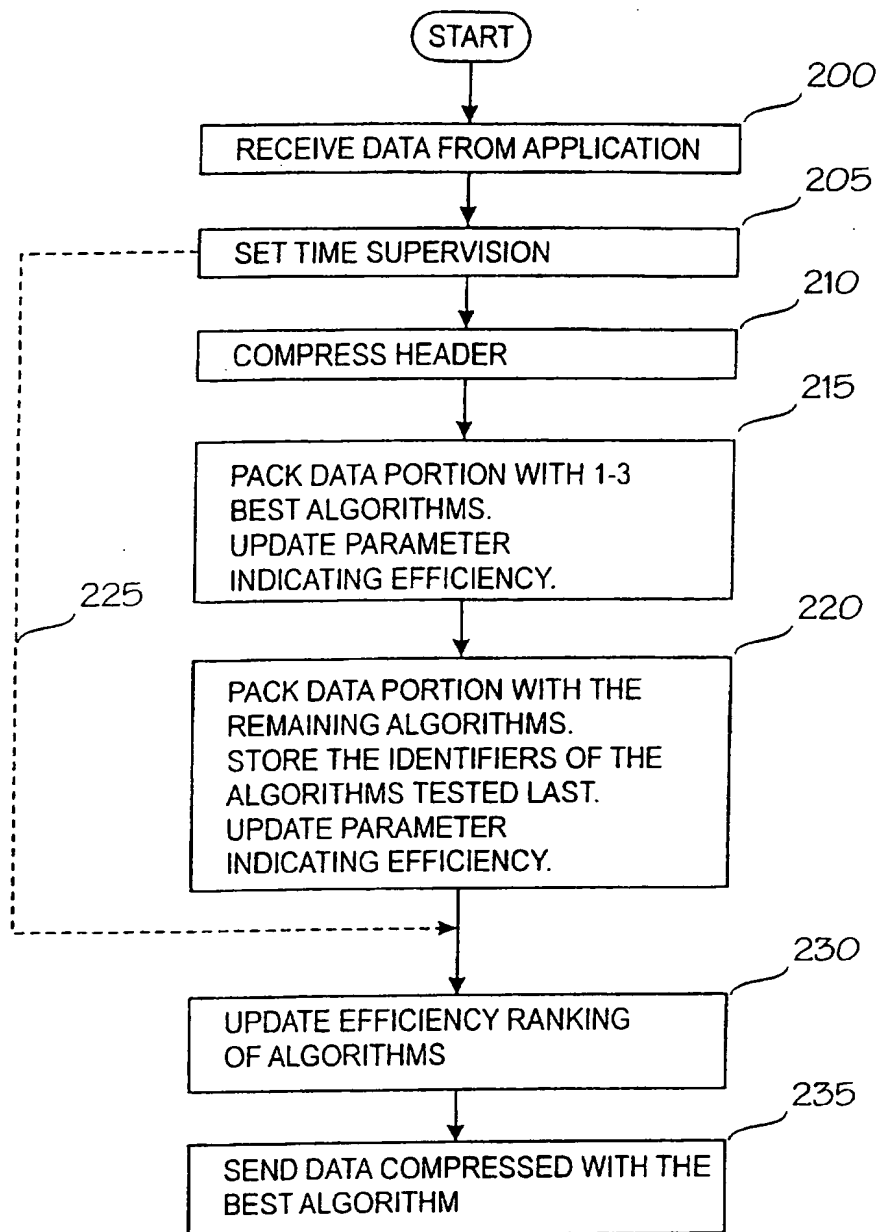 START
200
RECEIVE DATA FROM APPLICATION
205
SET TIME SUPERVISION
210
COMPRESS HEADER
215
PACK DATA PORTION WITH 1-3
BEST ALGORITHMS.
UPDATE PARAMETER
INDICATING EFFICIENCY.
225
220
PACK DATA PORTION WITH THE
REMAINING ALGORITHMS.
STORE THE IDENTIFIERS OF THE
ALGORITHMS TESTED LAST.
UPDATE PARAMETER
INDICATING EFFICIENCY.
230
UPDATE EFFICIENCY RANKING
OF ALGORITHMS
235
SEND DATA COMPRESSED WITH THE
BEST ALGORITHM